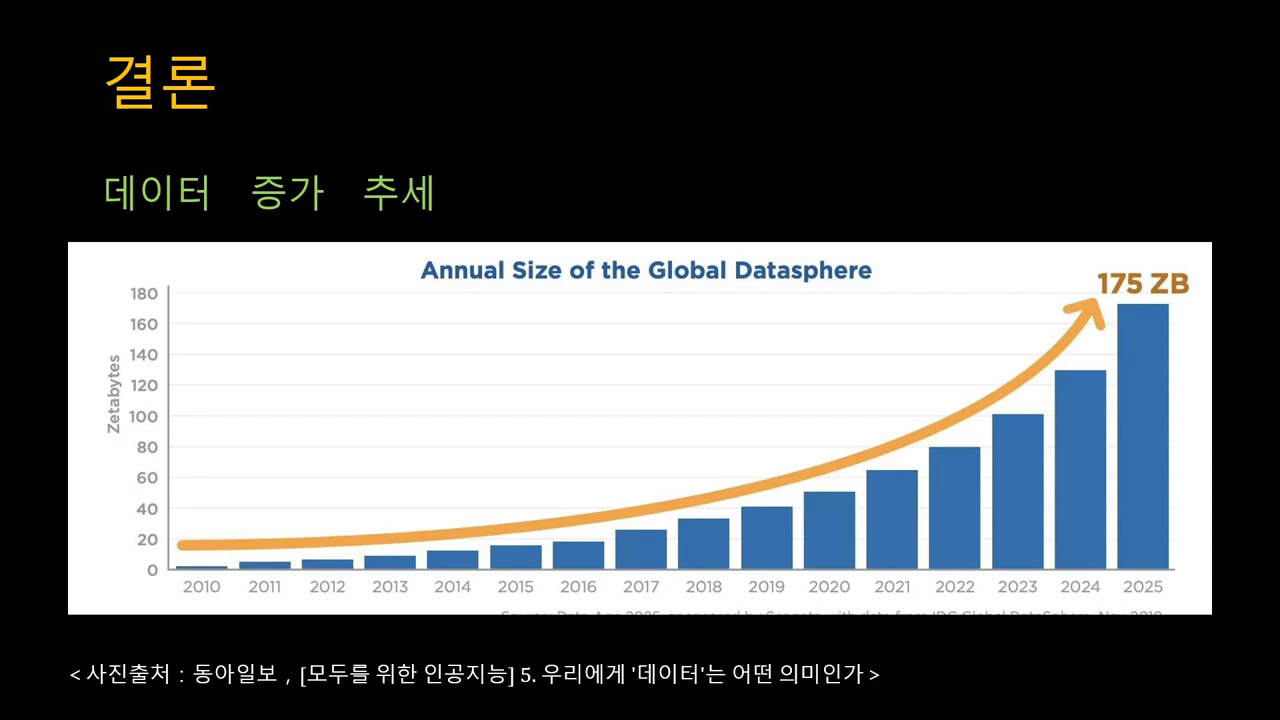 결론
데이터 증가 추세
Annual Size of the Global Datasphere
175 ZB
Zetabytes
180
160
140
120
100
80
60
40
20
0
2010 2011 2012 2013 2014 2015 2016 2017 2018 2019 2020 2021 2022 2023 2024 2025
< 사진출처 : 동아일보 , [모두를 위한 인공지능] 5. 우리에게 '데이터'는 어떤 의미인가 >